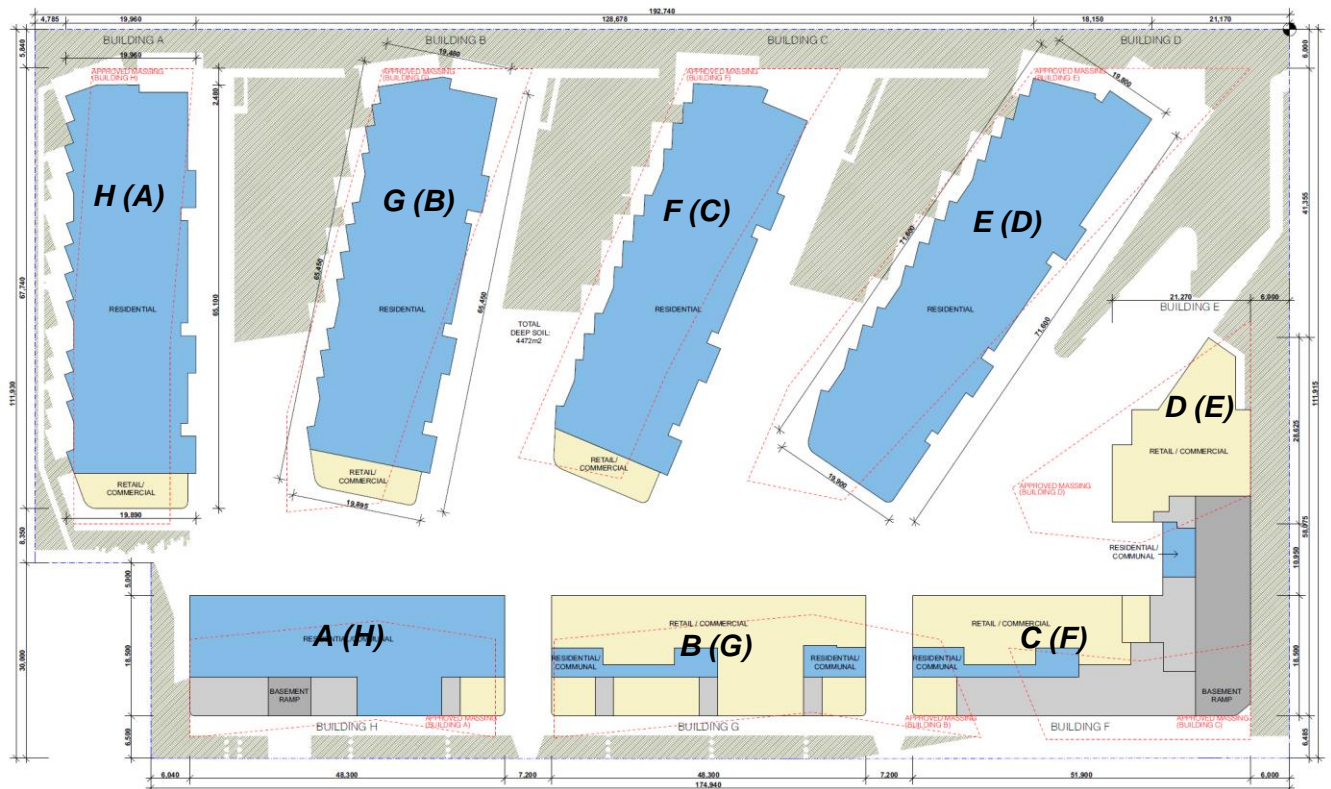 192,740
4,785
19,960
128,678
18,150
21,170
BUILDING A
BUILDING B
BUILDING C
BUILDING D
5,840
6,000
19,960
19,480
19,800
APPROVED MASSING
(BUILDING H)
APPROVED MASSING
(BUILDING G)
APPROVED MASSING
(BUILDING F)
APPROVED MASSING
(BUILDING E)
2,480
H (A)
G (B)
F (C)
E (D)
41,355
67,740
65,100
65,450
65,450
71,600
71,600
RESIDENTIAL
RESIDENTIAL
RESIDENTIAL
RESIDENTIAL
TOTAL
DEEP SOIL:
4472m2
21,270
6,000
BUILDING E
111,930
111,915
D (E)
28,625
RETAIL / COMMERCIAL
RETAIL/
COMMERCIAL
RETAIL/
COMMERCIAL
RETAIL/
COMMERCIAL
19,890
19,895
19,800
APPROVED MASSING
(BUILDING D)
8,350
58,075
10,950
RESIDENTIAL/
COMMUNAL
5,000
30,000
18,500
18,500
RESIDENTIAL/ COMMUNAL
A (H)
RETAIL / COMMERCIAL
B (G)
RETAIL / COMMERCIAL
C (F)
RESIDENTIAL/
COMMUNAL
RESIDENTIAL/
COMMUNAL
RESIDENTIAL/
COMMUNAL
BASEMENT
RAMP
BASEMENT
RAMP
BUILDING H
APPROVED MASSING
(BUILDING A)
BUILDING G
APPROVED MASSING
(BUILDING B)
BUILDING F
APPROVED MASSING
(BUILDING C)
6,500
6,485
6,040
48,300
7,200
48,300
7,200
51,900
6,000
174,940